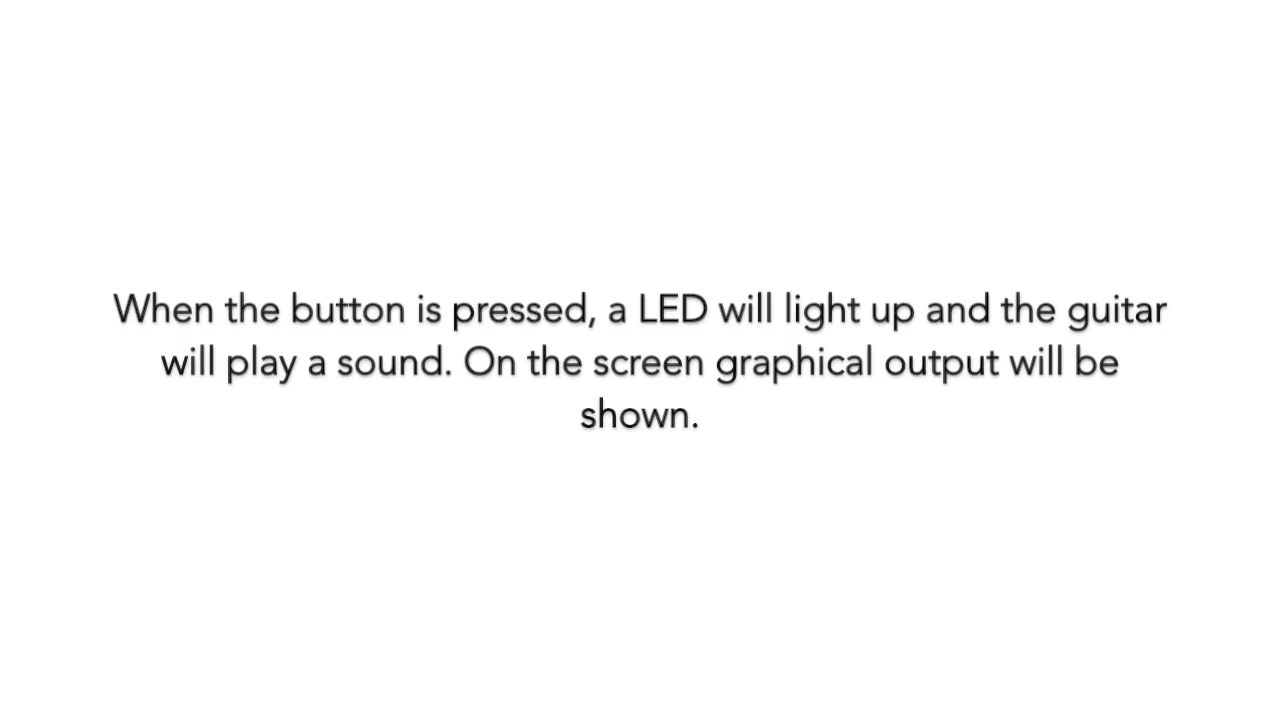 When the button is pressed, a LED will light up and the guitar
will play a sound. On the screen graphical output will be
shown.